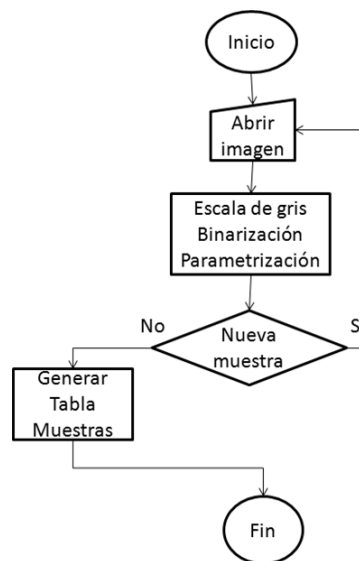 Inicio
Abrir
imagen
Escala de gris
Binarización
Parametrización
No
Nueva
muestra
S
Generar
Tabla
Muestras
Fin